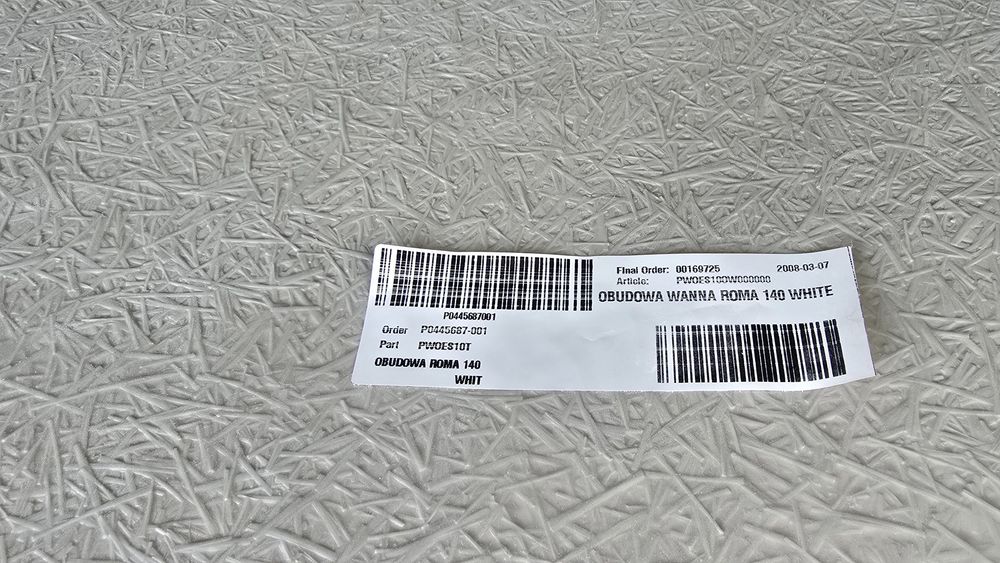 P0445687001
Order P0445687-001
Part PWOES10T
OBUDOWA ROMA 140
WHIT
Final Order: 00169725 2008-03-07
Article: PWOES10OW000000
OBUDOWA WANNA ROMA 140 WHITE